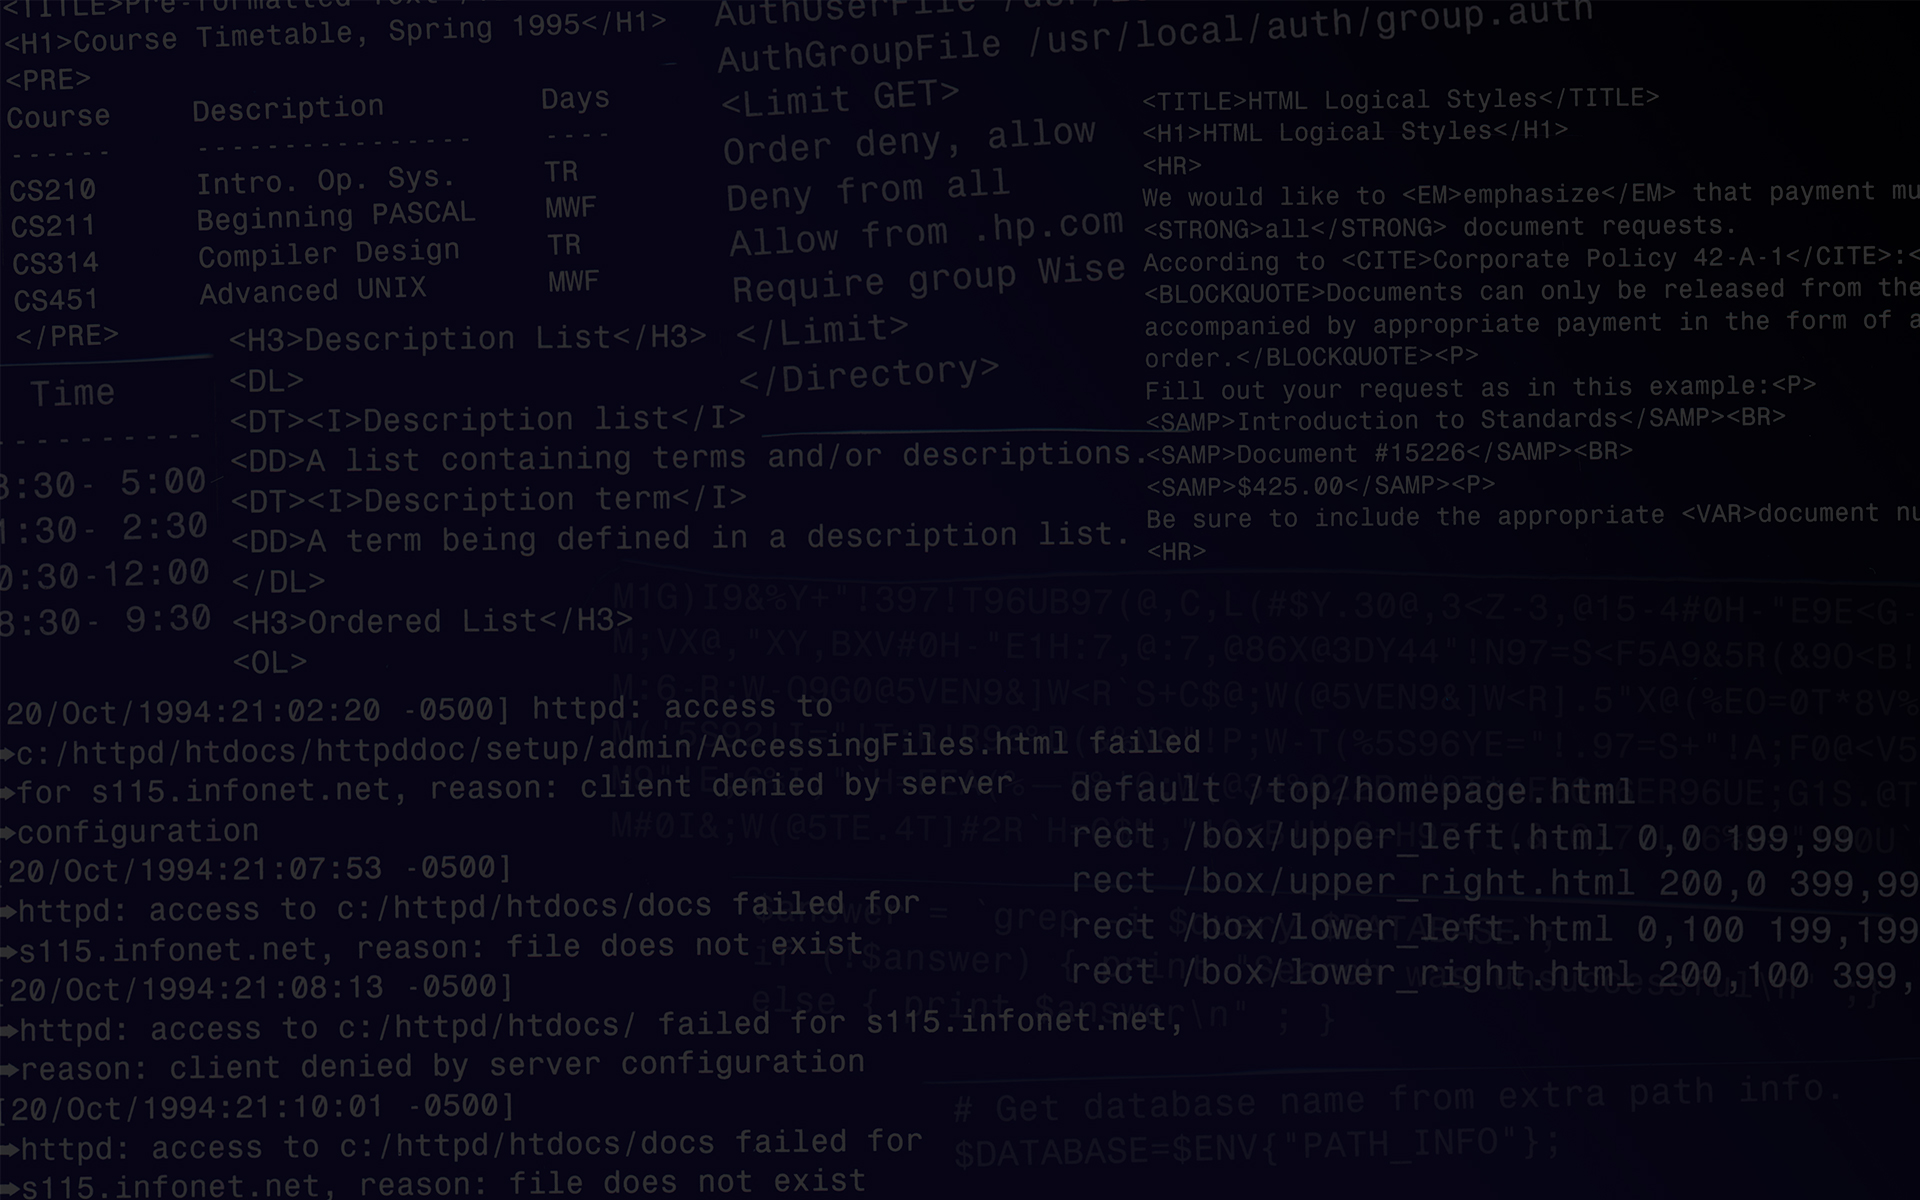 <TITLE>Pre-formatted Text
<H1>Course Timetable, Spring 1995</H1>
<PRE>
Course Description Days
------ --------------- ----
CS210 Intro. Op. Sys. TR
CS211 Beginning PASCAL MWF
CS314 Compiler Design TR
CS451 Advanced UNIX MWF
</PRE>
Time
----------
8:30- 5:00
1:30- 2:30
0:30-12:00
8:30- 9:30
<H3>Description List</H3>
<DL>
<DT><I>Description list</I>
<DD>A list containing terms and/or descriptions.
<DT><I>Description term</I>
<DD>A term being defined in a description list.
</DL>
<H3>Ordered List</H3>
<OL>
AuthUserFile
AuthGroupFile /usr/local/auth/group.auth
<Limit GET>
Order deny, allow
Deny from all
Allow from .hp.com
Require group Wise
</Limit>
</Directory>
<TITLE>HTML Logical Styles</TITLE>
<H1>HTML Logical Styles</H1>
<HR>
We would like to <EM>emphasize</EM> that payment mu
<STRONG>all</STRONG> document requests.
According to <CITE>Corporate Policy 42-A-1</CITE>:<
<BLOCKQUOTE>Documents can only be released from the
accompanied by appropriate payment in the form of a
order.</BLOCKQUOTE><P>
Fill out your request as in this example:<P>
<SAMP>Introduction to Standards</SAMP><BR>
<SAMP>Document #15226</SAMP><BR>
<SAMP>$425.00</SAMP><P>
Be sure to include the appropriate <VAR>document nu
<HR>
20/Oct/1994:21:02:20 -0500] httpd: access to
➡c:/httpd/htdocs/httpddoc/setup/admin/AccessingFiles.html failed
➡for s115.infonet.net, reason: client denied by server
➡configuration
[20/Oct/1994:21:07:53 -0500]
➡httpd: access to c:/httpd/htdocs/docs failed for
➡s115.infonet.net, reason: file does not exist
[20/Oct/1994:21:08:13 -0500]
➡httpd: access to c:/httpd/htdocs/ failed for s115.infonet.net,
➡reason: client denied by server configuration
[20/Oct/1994:21:10:01 -0500]
➡httpd: access to c:/httpd/htdocs/docs failed for
➡s115.infonet.net, reason: file does not exist
default /top/homepage.html
rect /box/upper_left.html 0,0 199,99
rect /box/upper_right.html 200,0 399,99
rect /box/lower_left.html 0,100 199,199
rect /box/lower_right.html 200,100 399,
$answer = `grep -i $query $DATABASE`;
if (!$answer) { print "Search was unsuccessful\n" ;}
else { print $answer\n" ; }
# Get database name from extra path info.
$DATABASE=$ENV{"PATH_INFO"};